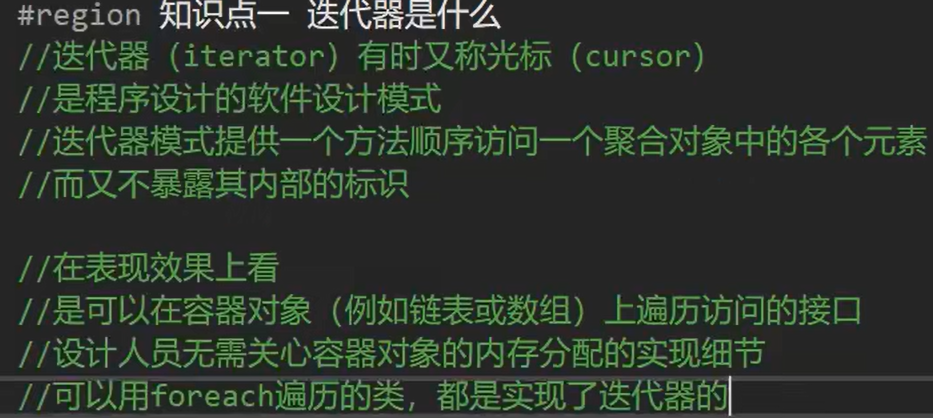 #region 知识点一 迭代器是什么
//迭代器（iterator）有时又称光标（cursor）
//是程序设计的软件设计模式
//迭代器模式提供一个方法顺序访问一个聚合对象中的各个元素
//而又不暴露其内部的标识
//在表现效果上看
//是可以在容器对象（例如链表或数组）上遍历访问的接口
//设计人员无需关心容器对象的内存分配的实现细节
//可以用foreach遍历的类，都是实现了迭代器的